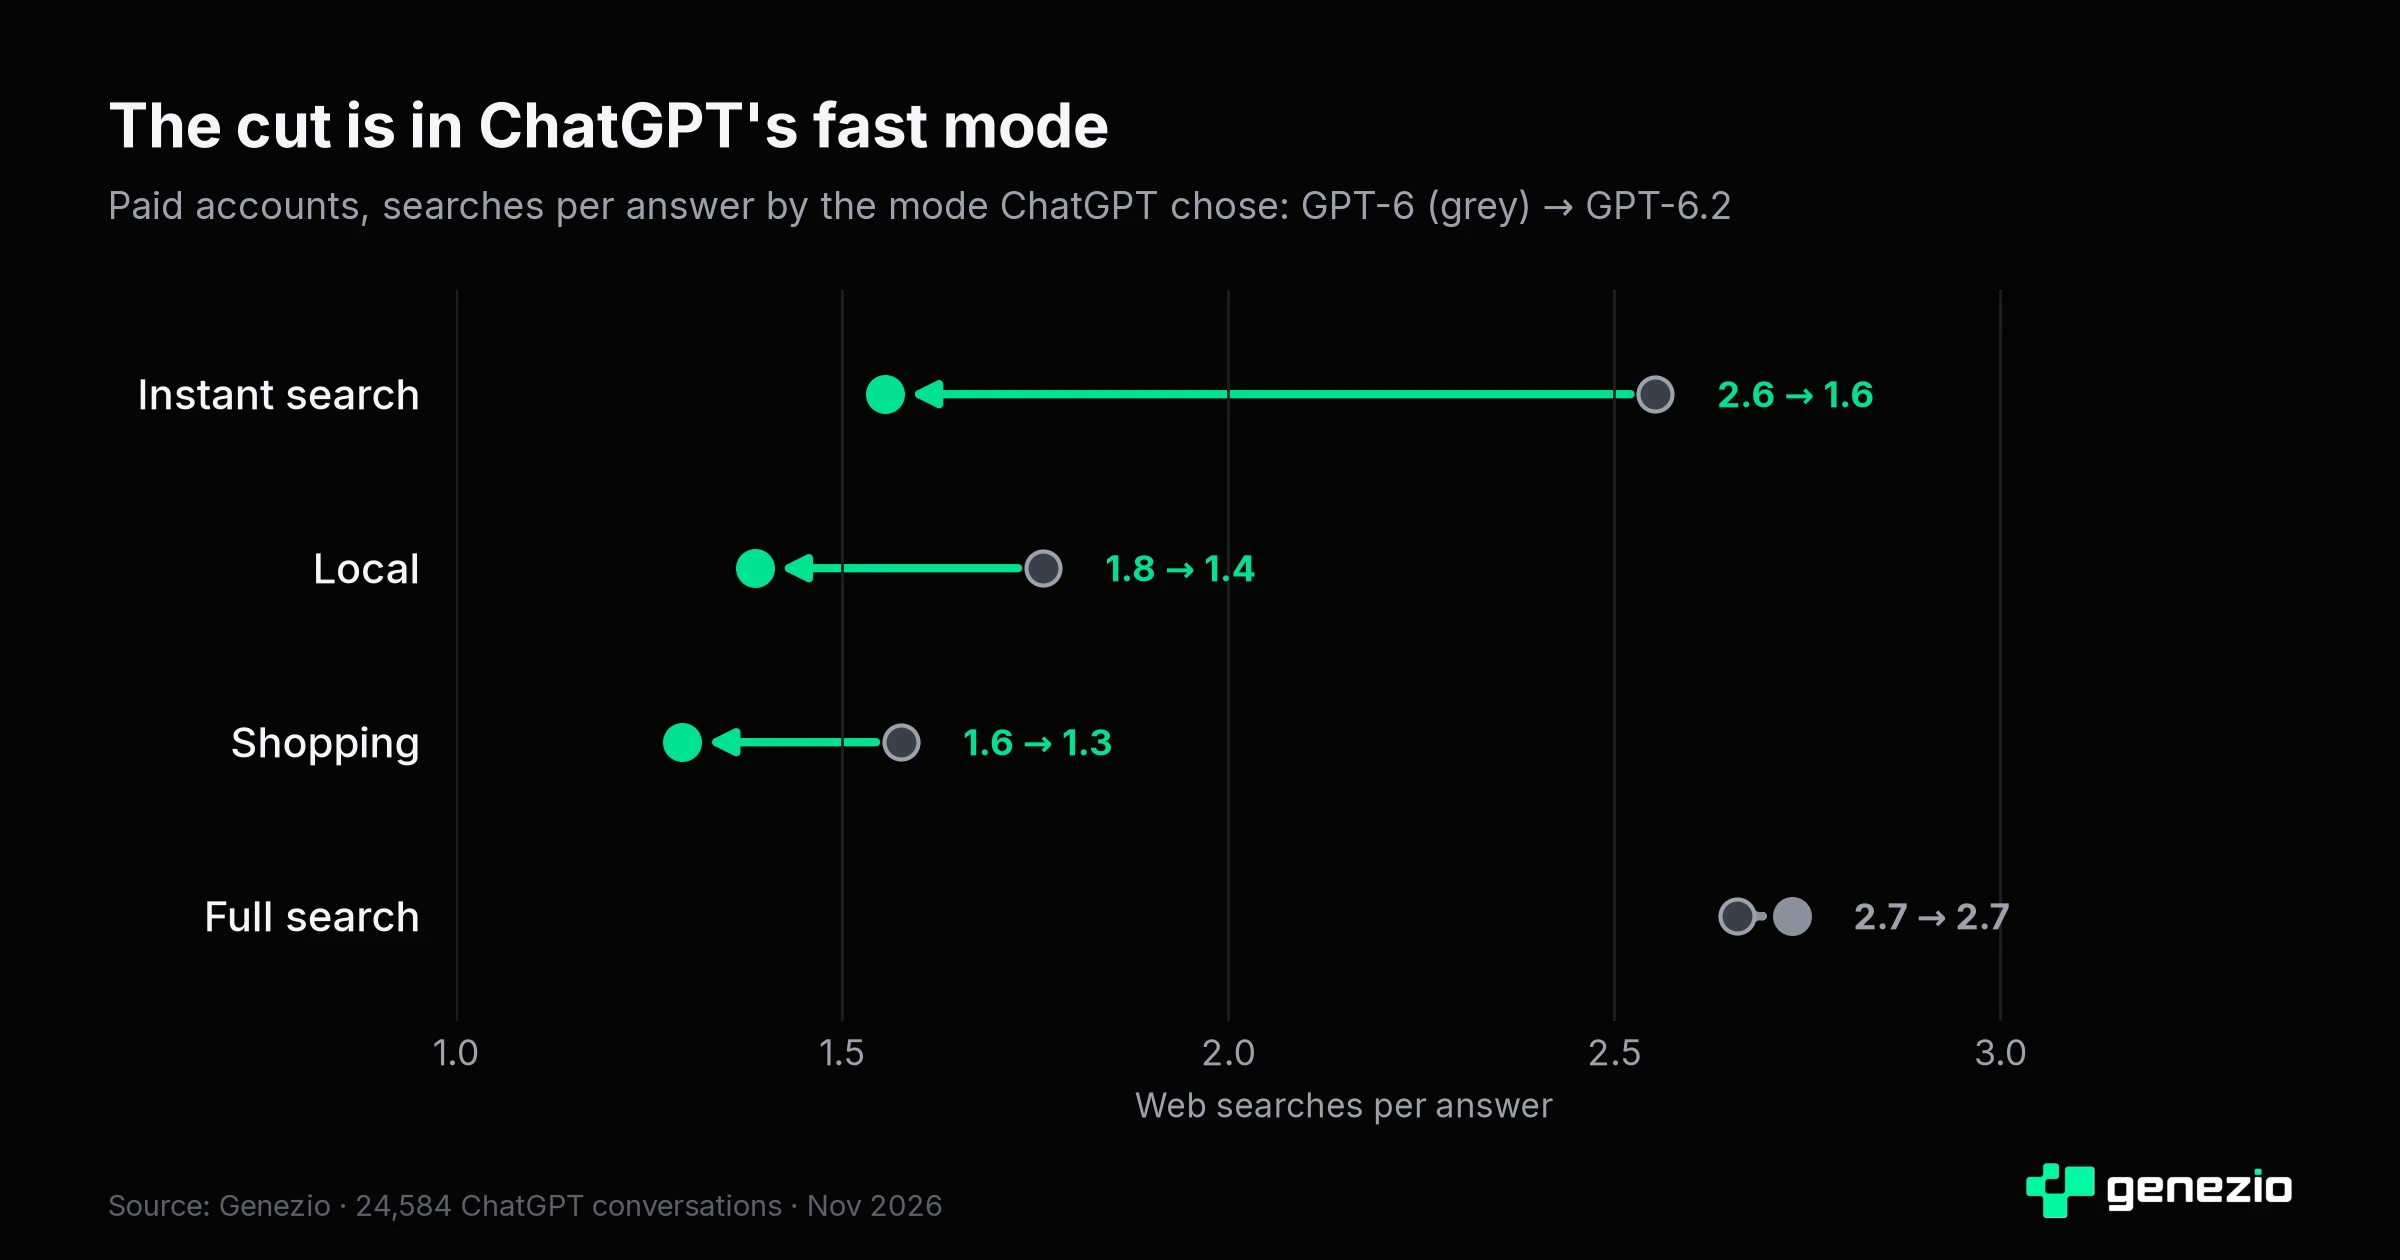 The cut is in ChatGPT's fast mode
Paid accounts, searches per answer by the mode ChatGPT chose: GPT-6 (grey) → GPT-6.2
Instant search
2.6 → 1.6
Local
1.8 → 1.4
Shopping
1.6 → 1.3
Full search
2.7 → 2.7
1.0 1.5 2.0 2.5 3.0
Web searches per answer
Source: Genezio · 24,584 ChatGPT conversations · Nov 2026
genezio